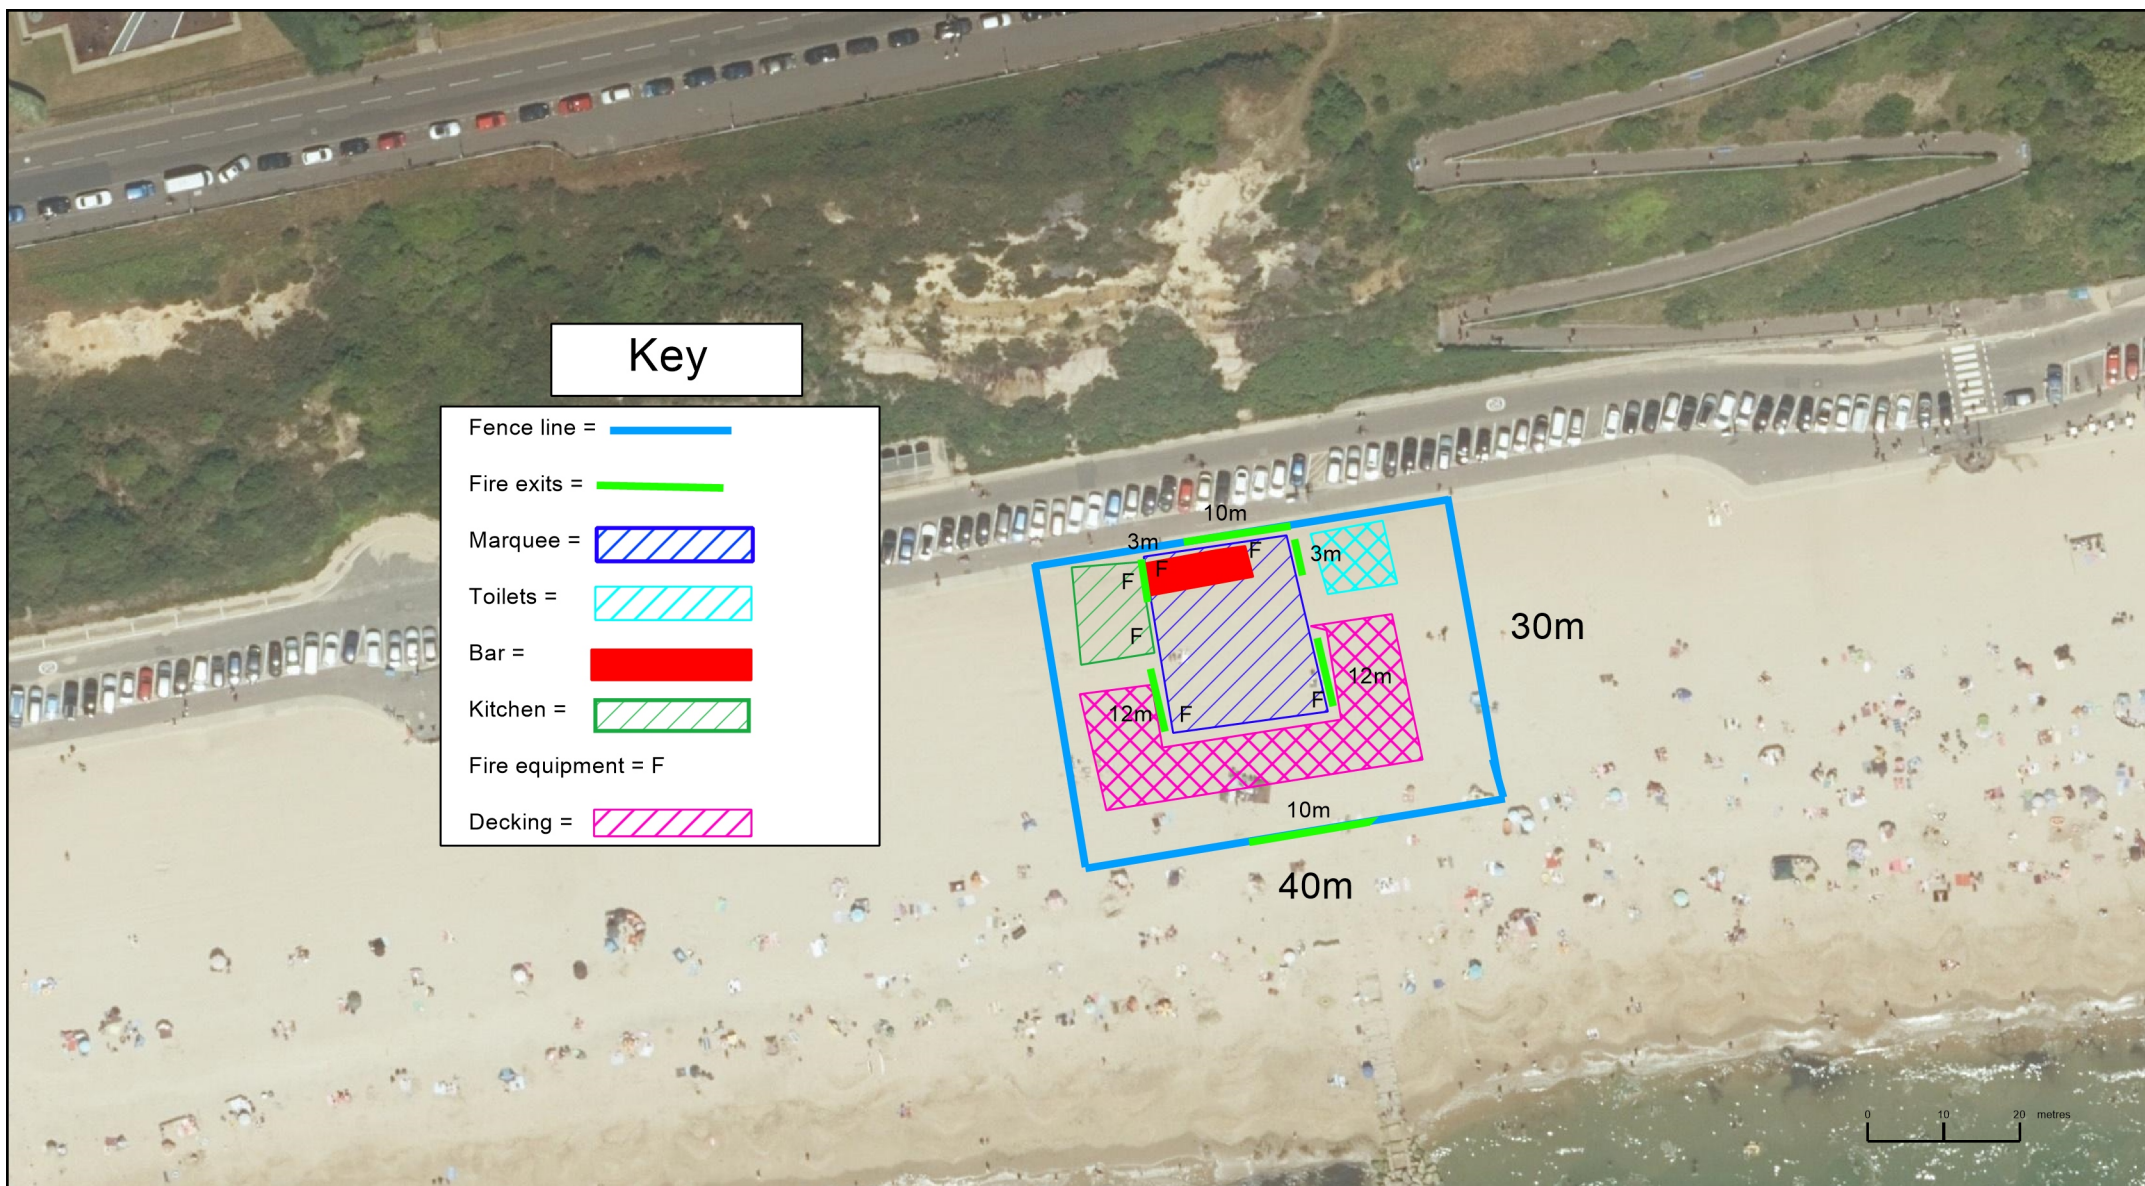 Key
Fence line =
Fire exits =
Marquee =
Toilets =
Bar =
Kitchen =
Fire equipment = F
Decking =
10m
3m
F
F
3m
F
F
30m
12m
F
12m
F
10m
40m
0 10 20 metres